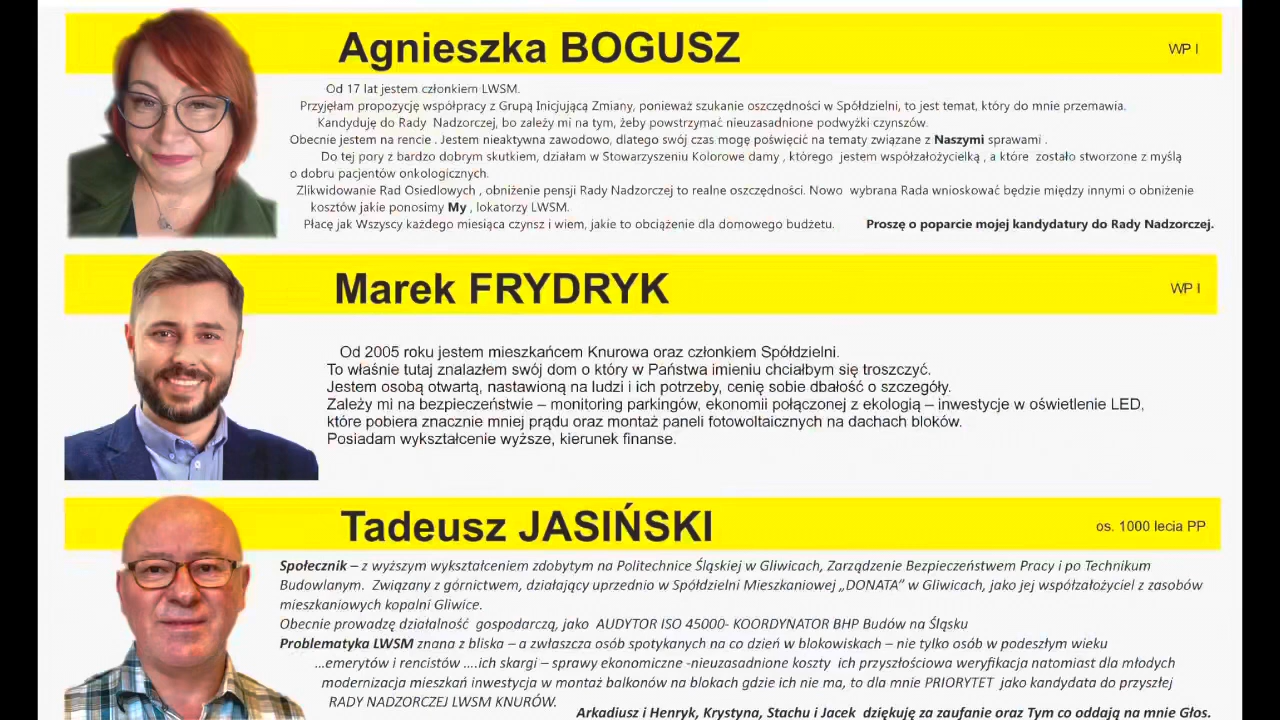 Agnieszka BOGUSZ
WP I
Od 17 lat jestem członkiem LWSM.
Przyjęłam propozycję współpracy z Grupą Inicjującą Zmiany, ponieważ szukanie oszczędności w Spółdzielni, to jest temat, który do mnie przemawia.
Kandyduję do Rady Nadzorczej, bo zależy mi na tym, żeby powstrzymać nieuzasadnione podwyżki czynszów.
Obecnie jestem na rencie . Jestem nieaktywna zawodowo, dlatego swój czas mogę poświęcić na tematy związane z Naszymi sprawami .
Do tej pory z bardzo dobrym skutkiem, działam w Stowarzyszeniu Kolorowe damy , którego jestem współzałożycielką , a które zostało stworzone z myślą
o dobru pacjentów onkologicznych.
Zlikwidowanie Rad Osiedlowych , obniżenie pensji Rady Nadzorczej to realne oszczędności. Nowo wybrana Rada wnioskować będzie między innymi o obniżenie
kosztów jakie ponosimy My , lokatorzy LWSM.
Płacę jak Wszyscy każdego miesiąca czynsz i wiem, jakie to obciążenie dla domowego budżetu. Proszę o poparcie mojej kandydatury do Rady Nadzorczej.
Marek FRYDRYK
WP I
Od 2005 roku jestem mieszkańcem Knurowa oraz członkiem Spółdzielni.
To właśnie tutaj znalazłem swój dom o który w Państwa imieniu chciałbym się troszczyć.
Jestem osobą otwartą, nastawioną na ludzi i ich potrzeby, cenię sobie dbałość o szczegóły.
Zależy mi na bezpieczeństwie – monitoring parkingów, ekonomii połączonej z ekologią – inwestycje w oświetlenie LED,
które pobiera znacznie mniej prądu oraz montaż paneli fotowoltaicznych na dachach bloków.
Posiadam wykształcenie wyższe, kierunek finanse.
Tadeusz JASIŃSKI
os. 1000 lecia PP
Społecznik – z wyższym wykształceniem zdobytym na Politechnice Śląskiej w Gliwicach, Zarządzenie Bezpieczeństwem Pracy i po Technikum
Budowlanym. Związany z górnictwem, działający uprzednio w Spółdzielni Mieszkaniowej „DONATA” w Gliwicach, jako jej współzałożyciel z zasobów
mieszkaniowych kopalni Gliwice.
Obecnie prowadzę działalność gospodarczą, jako AUDYTOR ISO 45000- KOORDYNATOR BHP Budów na Śląsku
Problematyka LWSM znana z bliska – a zwłaszcza osób spotykanych na co dzień w blokowiskach – nie tylko osób w podeszłym wieku
...emerytów i rencistów ....ich skargi – sprawy ekonomiczne -nieuzasadnione koszty ich przyszłościowa weryfikacja natomiast dla młodych
modernizacja mieszkań inwestycja w montaż balkonów na blokach gdzie ich nie ma, to dla mnie PRIORYTET jako kandydata do przyszłej
RADY NADZORCZEJ LWSM KNURÓW.
Arkadiusz i Henryk, Krystyna, Stachu i Jacek dziękuję za zaufanie oraz Tym co oddają na mnie Głos.